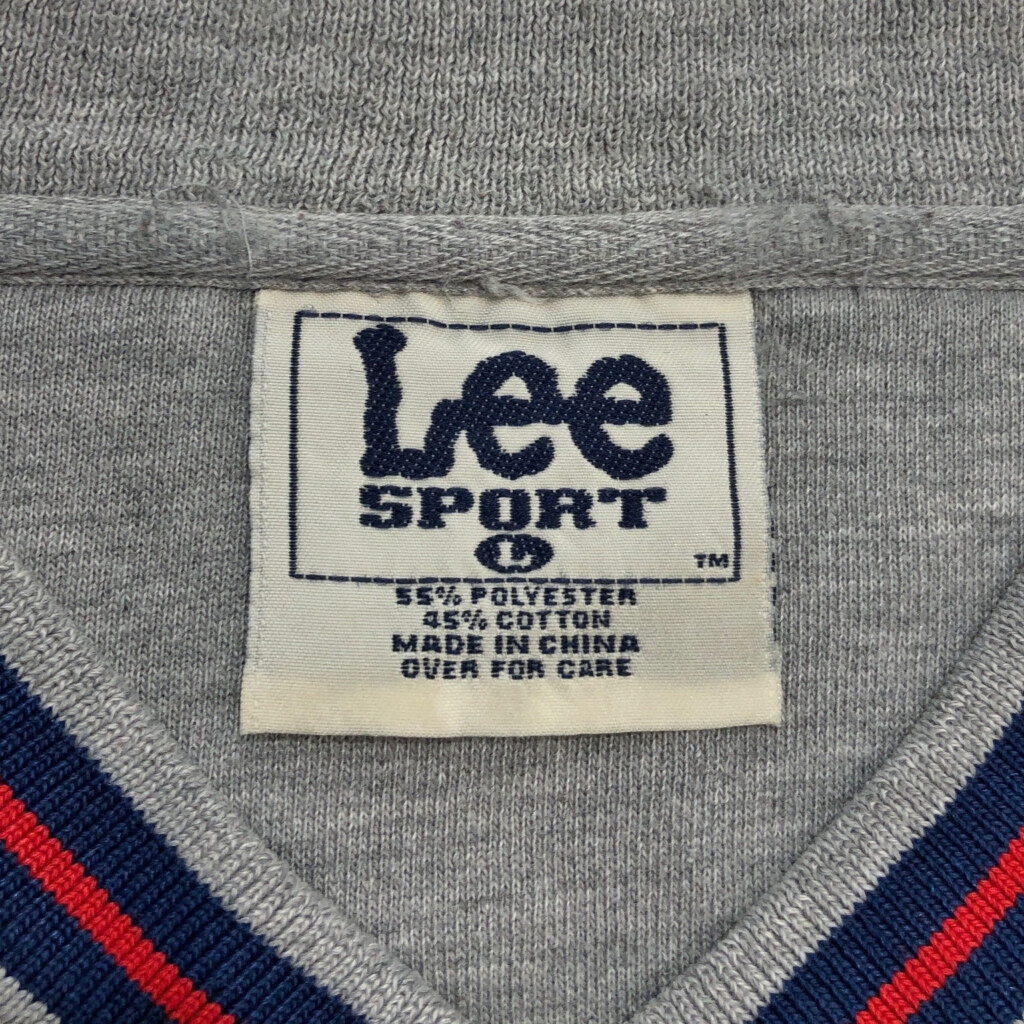 Lee
SPORT
L
TM
55% POLYESTER
45% COTTON
MADE IN CHINA
OVER FOR CARE